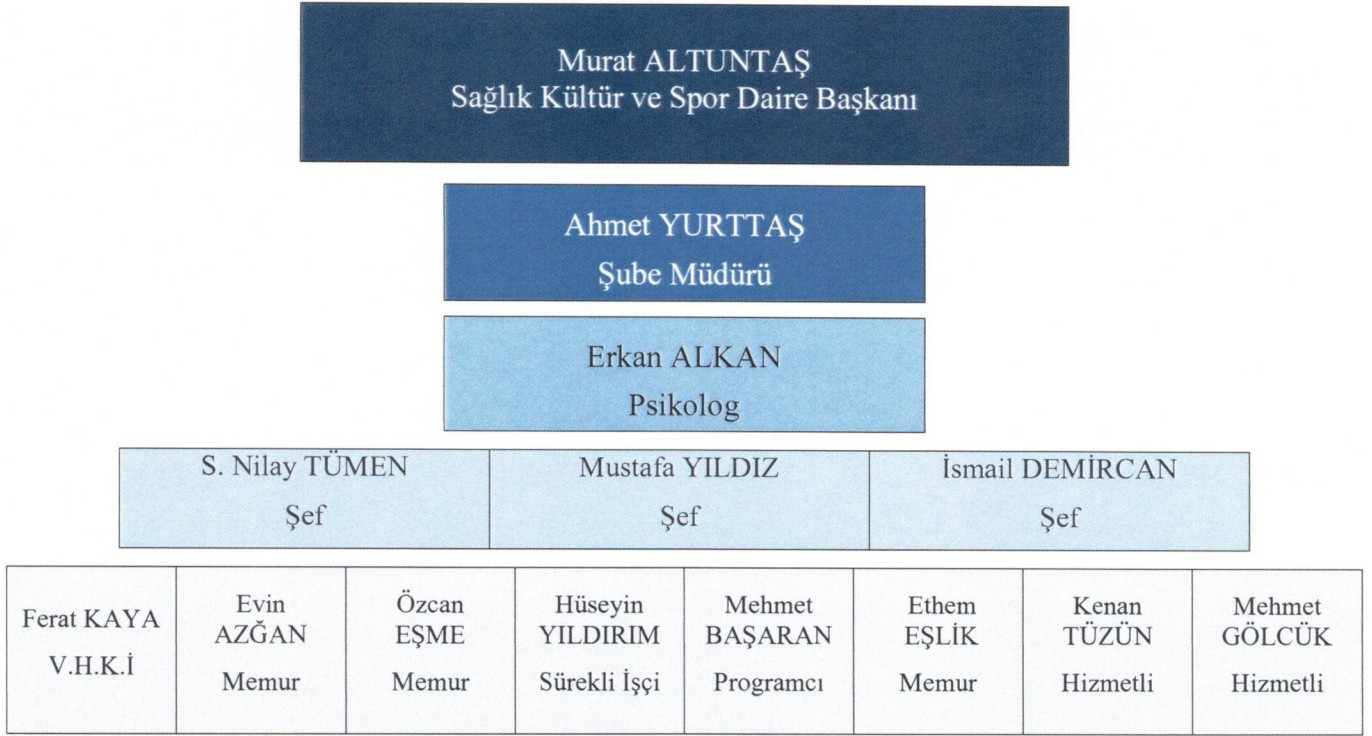 Murat ALTUNTAŞ
Sağlık Kültür ve Spor Daire Başkanı
Ahmet YURTTAŞ
Şube Müdürü
Erkan ALKAN
Psikolog
S. Nilay TÜMEN
Şef
Mustafa YILDIZ
Şef
İsmail DEMİRCAN
Şef
Ferat KAYA
V.H.K.İ
Evin
AZĞAN
Memur
Özcan
EŞME
Memur
Hüseyin
YILDIRIM
Sürekli İşçi
Mehmet
BAŞARAN
Programcı
Ethem
EŞLİK
Memur
Kenan
TÜZÜN
Hizmetli
Mehmet
GÖLCÜK
Hizmetli